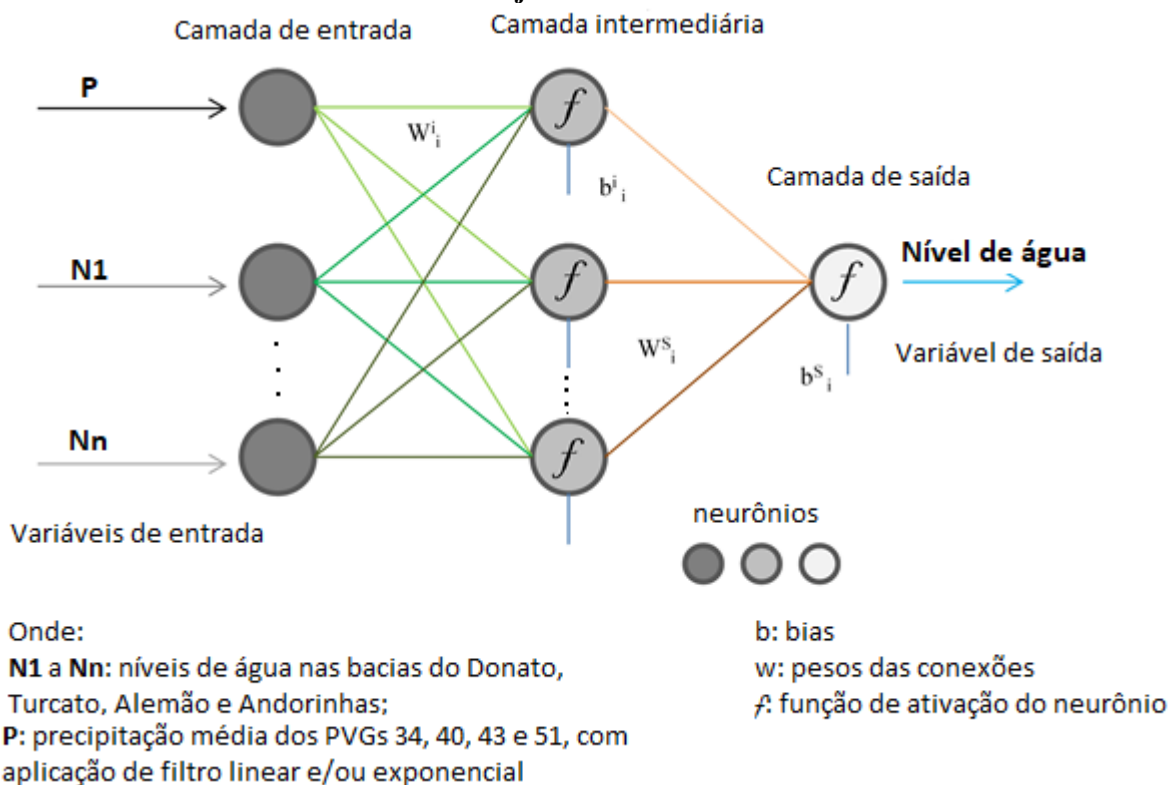 Camada de entrada
Camada intermediária
P
f
Wⁱᵢ
bⁱᵢ
Camada de saída
N1
f
f
Nível de água
Wˢᵢ
Variável de saída
bˢᵢ
Nn
f
Variáveis de entrada
neurônios
Onde:
N1 a Nn: níveis de água nas bacias do Donato,
Turcato, Alemão e Andorinhas;
P: precipitação média dos PVGs 34, 40, 43 e 51, com
aplicação de filtro linear e/ou exponencial
b: bias
w: pesos das conexões
f: função de ativação do neurônio